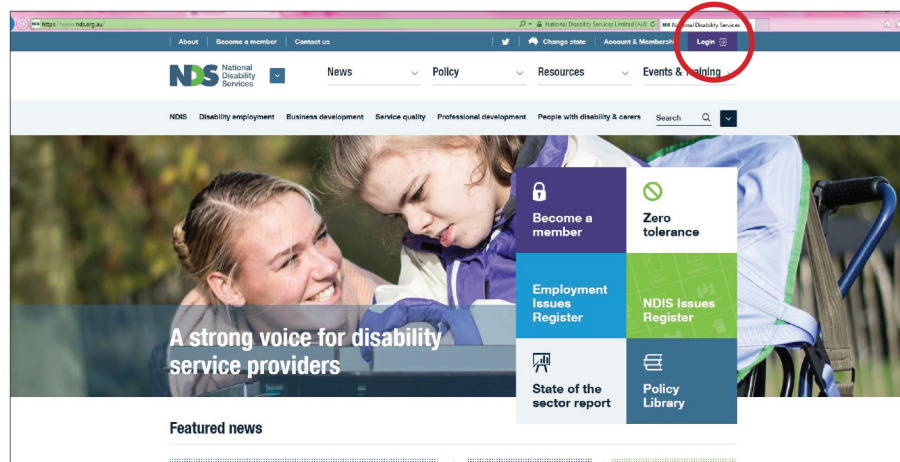 https://www.nds.org.au/
National Disability Services Limited [AU]
National Disability Services
About
Become a member
Contact us
Change state
Account &
Login
NDS National
Disability
Services
News
Policy
Resources
Events & Training
NDIS
Disability employment
Business development
Service quality
Professional development
People with disability & carers
Search
Become a
member
Zero
tolerance
Employment
Issues
Register
NDIS Issues
Register
A strong voice for disability
service providers
State of the
sector report
Policy
Library
Featured news